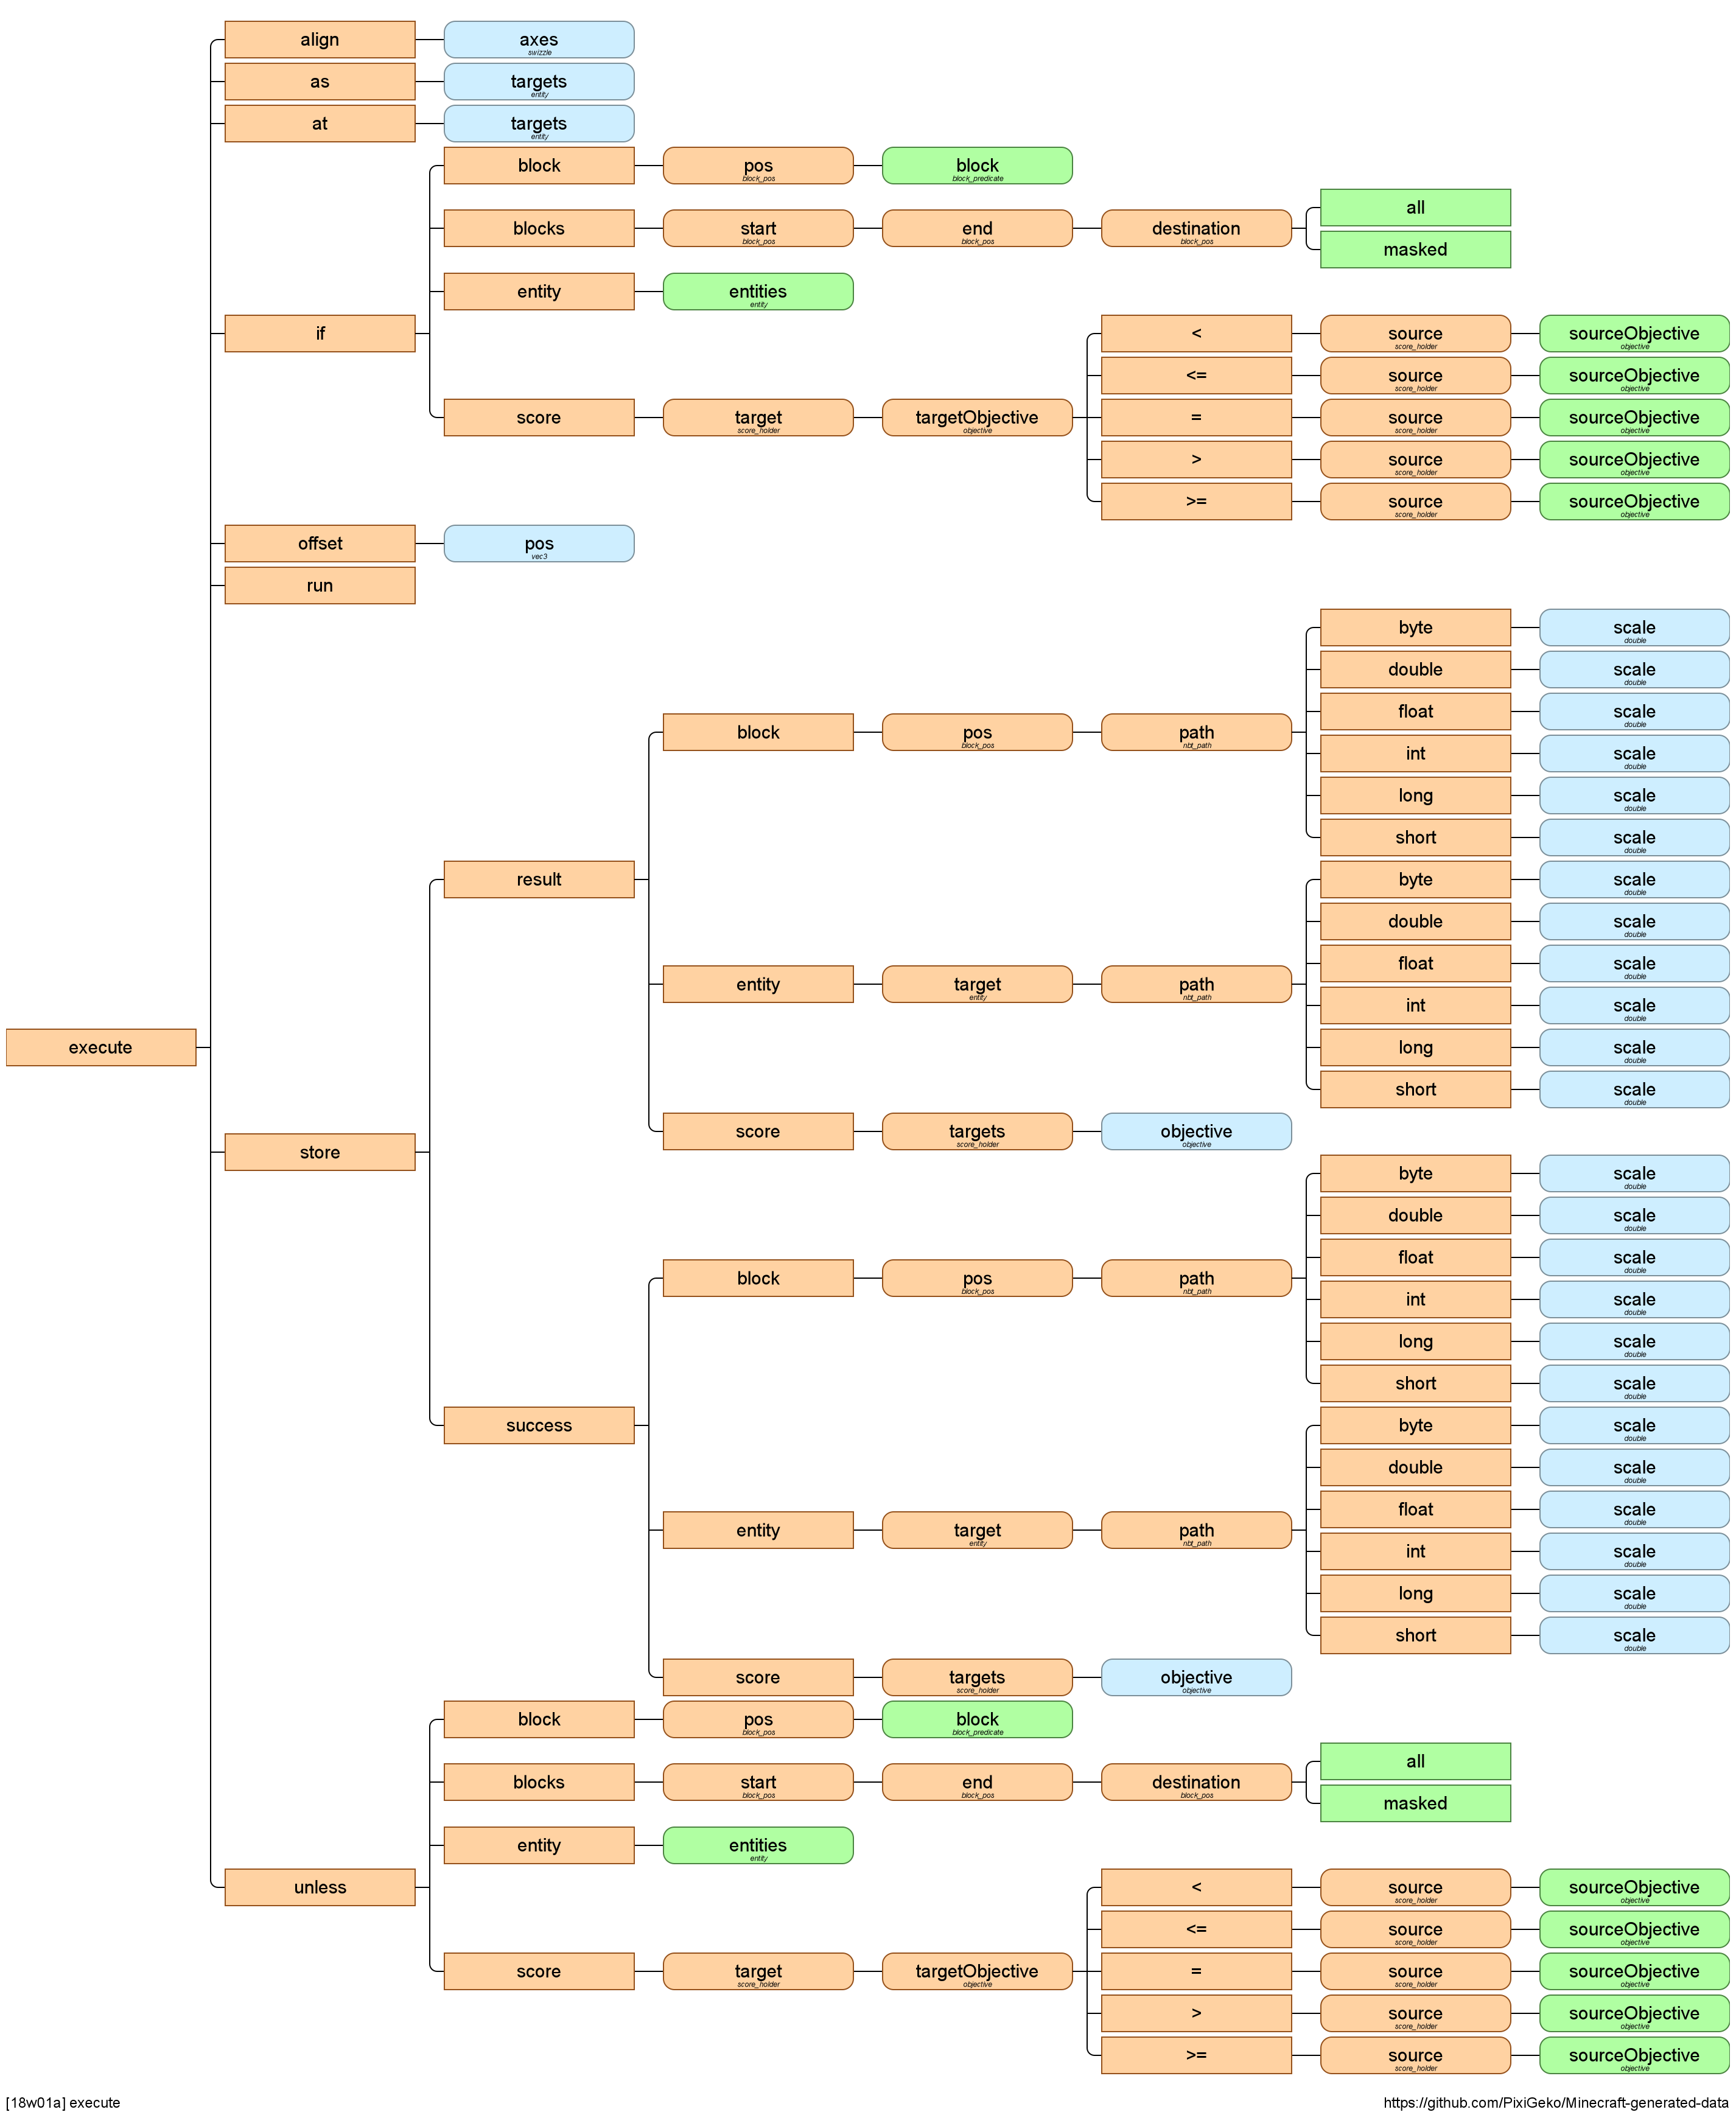 align axes
swizzle
as targets
entity
at targets
entity
block pos block
block_pos block_predicate
all
blocks start end destination
block_pos block_pos block_pos
masked
entity entities
entity
if < source sourceObjective
score_holder objective
<= source sourceObjective
score_holder objective
score target targetObjective = source sourceObjective
score_holder objective score_holder objective
> source sourceObjective
score_holder objective
>= source sourceObjective
score_holder objective
offset pos
vec3
run
byte scale
double
double scale
double
float scale
double
block pos path
block_pos nbt_path
int scale
double
long scale
double
short scale
double
result byte scale
double
double scale
double
float scale
double
entity target path
entity nbt_path
int scale
double
execute long scale
double
short scale
double
score targets objective
score_holder objective
store
byte scale
double
double scale
double
float scale
double
block pos path
block_pos nbt_path
int scale
double
long scale
double
short scale
double
success byte scale
double
double scale
double
float scale
double
entity target path
entity nbt_path
int scale
double
long scale
double
short scale
double
score targets objective
score_holder objective
block pos block
block_pos block_predicate
all
blocks start end destination
block_pos block_pos block_pos
masked
entity entities
entity
unless < source sourceObjective
score_holder objective
<= source sourceObjective
score_holder objective
score target targetObjective = source sourceObjective
score_holder objective score_holder objective
> source sourceObjective
score_holder objective
>= source sourceObjective
score_holder objective
[18w01a] execute https://github.com/PixiGeko/Minecraft-generated-data